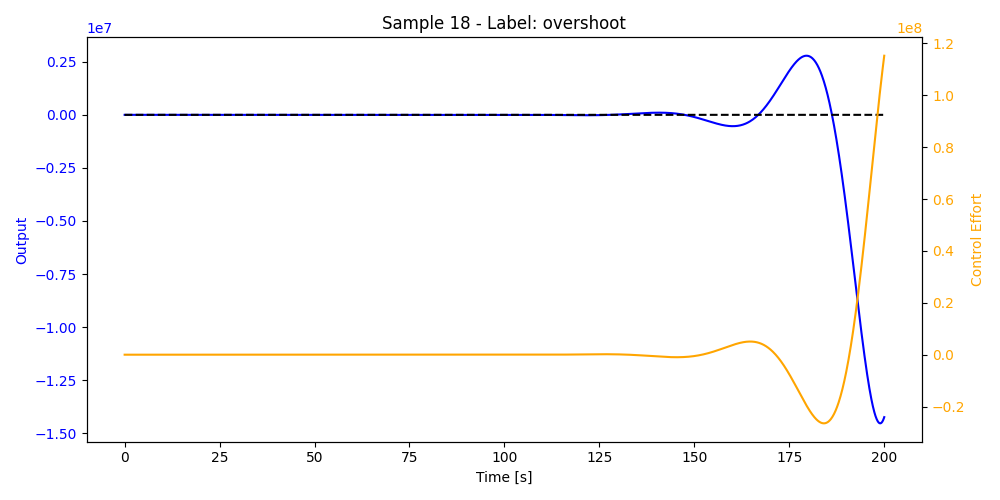 Sample 18 - Label: overshoot
1e7
1e8
0.25
0.00
−0.25
−0.50
−0.75
−1.00
−1.25
−1.50
Output
1.2
1.0
0.8
0.6
0.4
0.2
0.0
−0.2
Control Effort
0 25 50 75 100 125 150 175 200
Time [s]